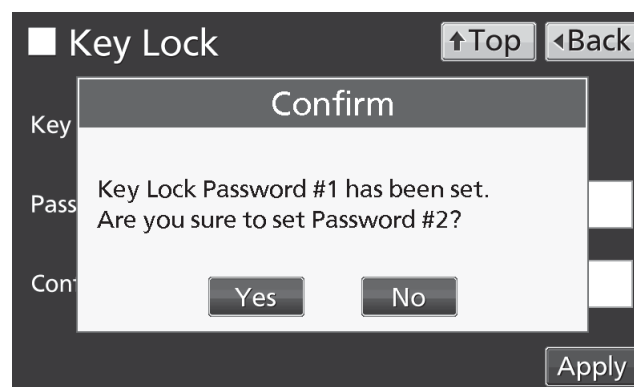 Key Lock
Top
Back
Confirm
Key
Key Lock Password #1 has been set.
Pass
Are you sure to set Password #2?
Yes
No
Apply